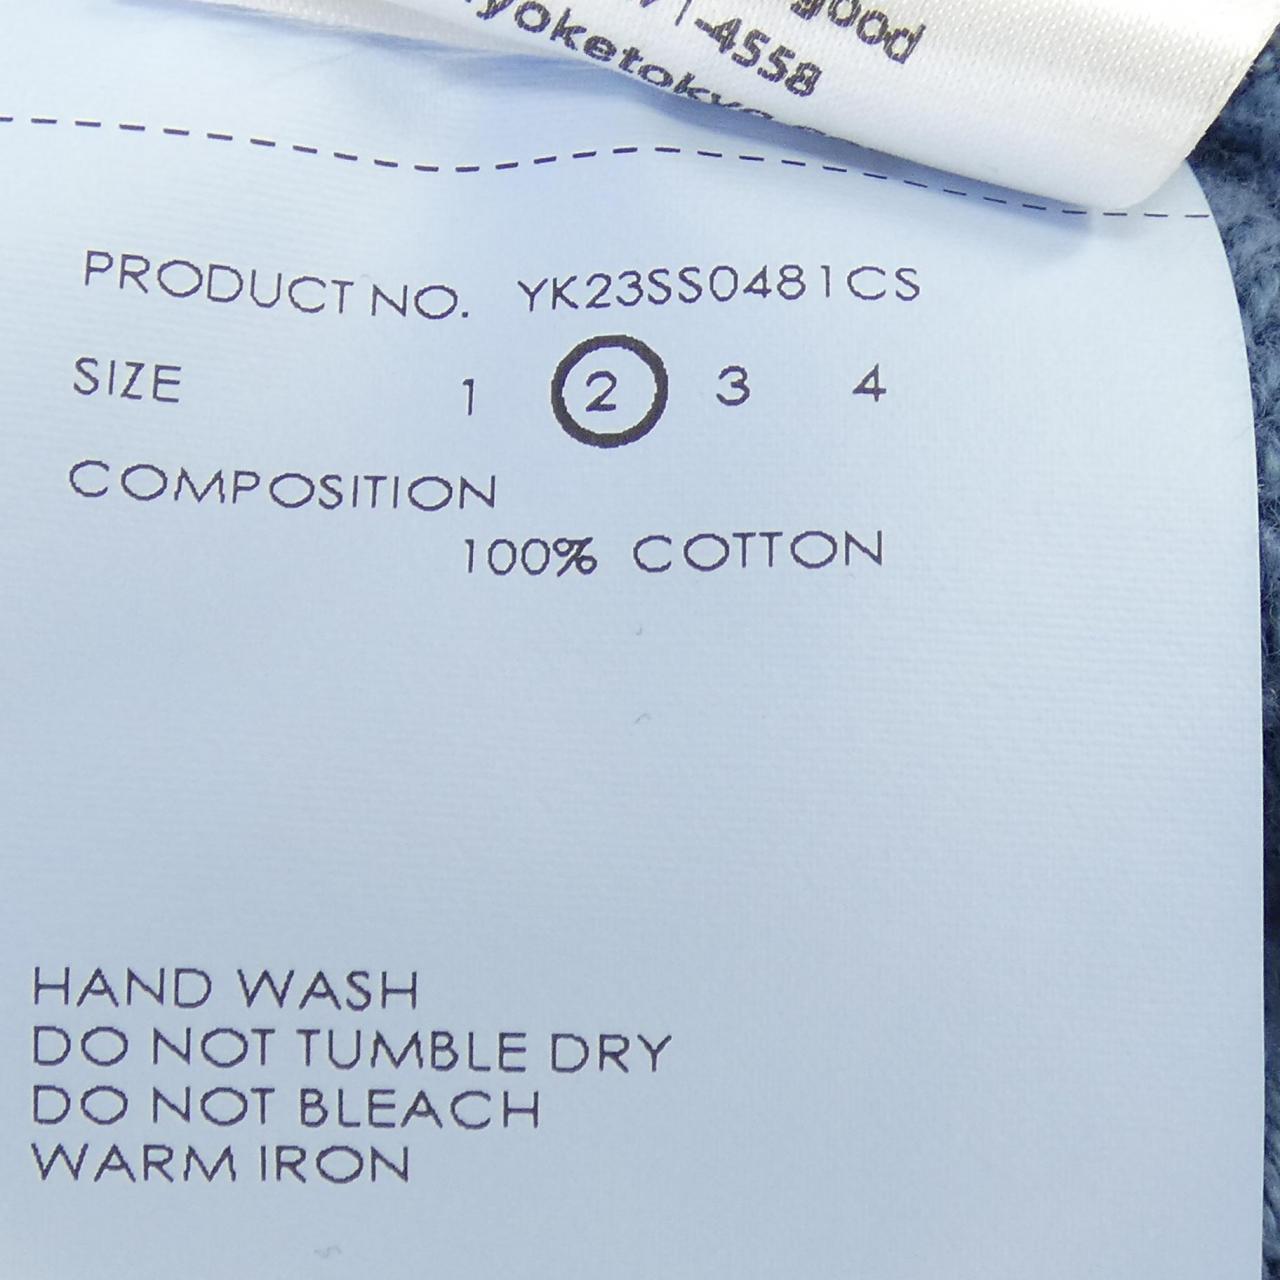 good
-4558
yoketokyo
PRODUCT NO. YK23SS0481CS
SIZE 1 2 3 4
COMPOSITION
100% COTTON
HAND WASH
DO NOT TUMBLE DRY
DO NOT BLEACH
WARM IRON